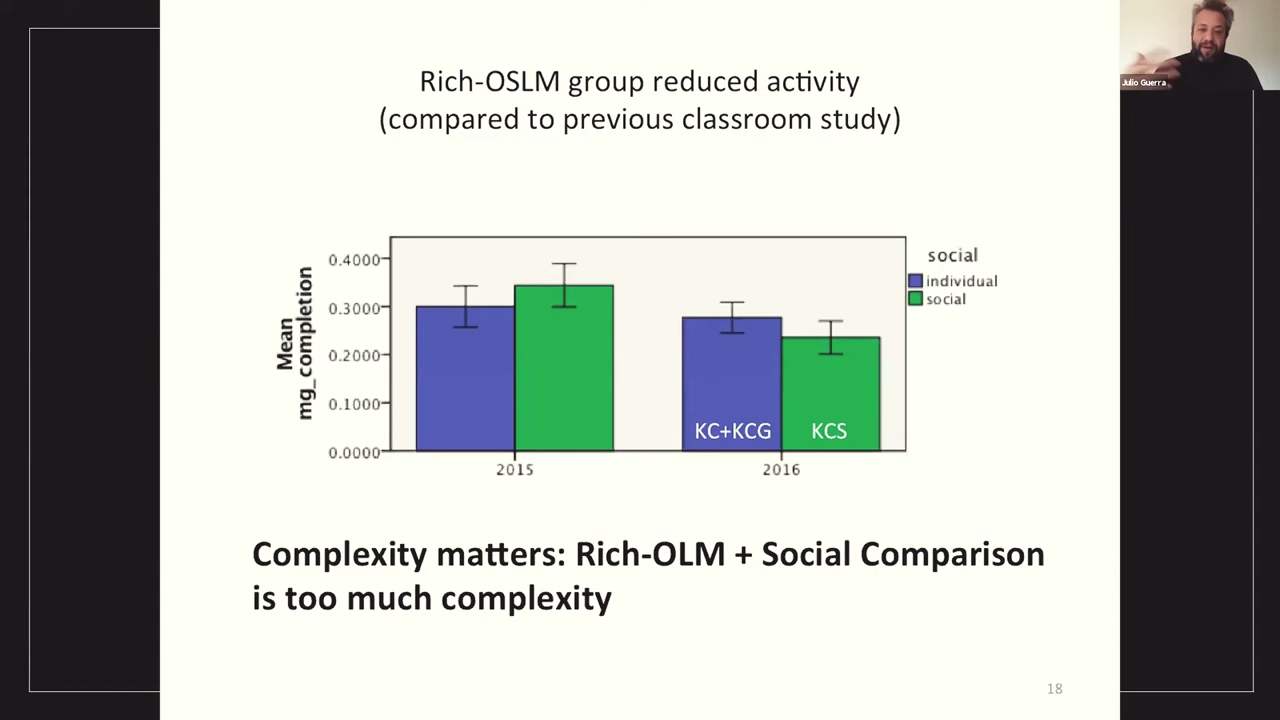 Rich-OSLM group reduced activity
(compared to previous classroom study)
Mean
mg_completion
0.4000
0.3000
0.2000
0.1000
0.0000
KC+KCG
KCS
2015
2016
social
individual
social
Complexity matters: Rich-OLM + Social Comparison
is too much complexity
18
Julio Guerra